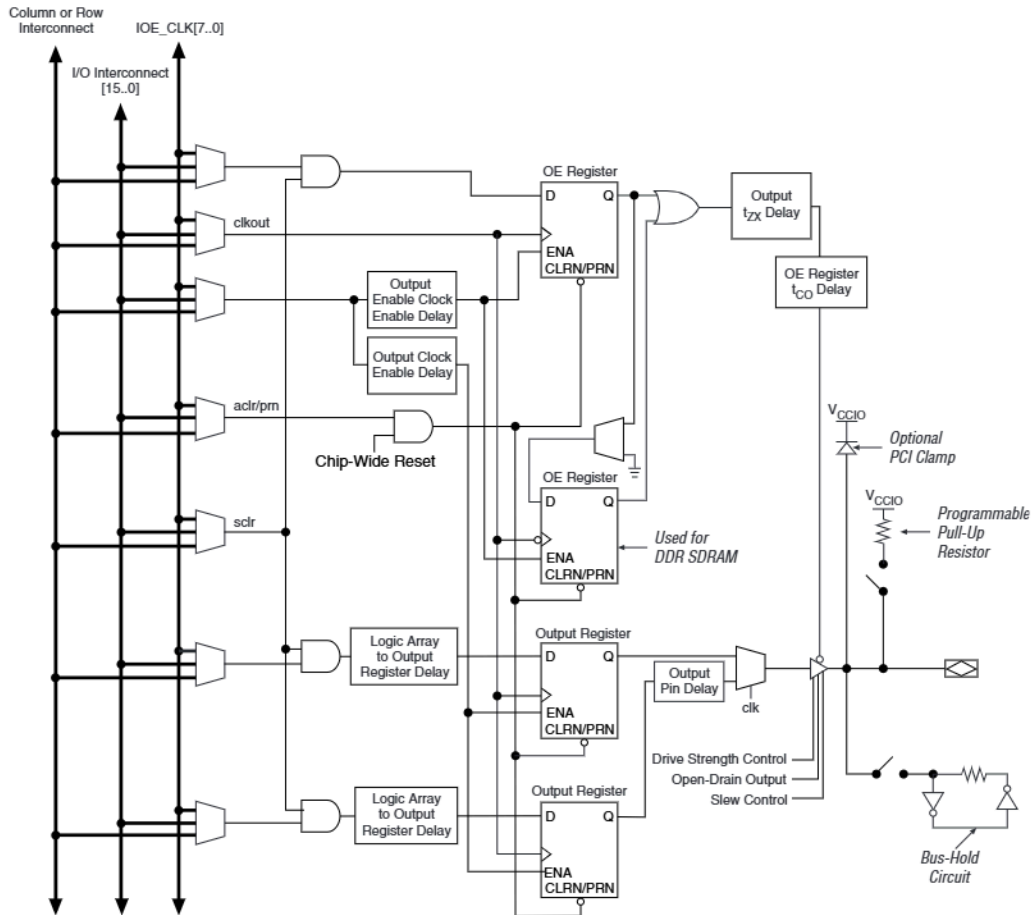 Column or Row
Interconnect
IOE_CLK[7..0]
I/O Interconnect
[15..0]
OE Register
D
Q
clkout
ENA
CLRN/PRN
Output
tZX Delay
OE Register
tCO Delay
Output
Enable Clock
Enable Delay
Output Clock
Enable Delay
aclr/prn
Chip-Wide Reset
VCCIO
Optional
PCI Clamp
OE Register
D
Q
ENA
CLRN/PRN
Used for
DDR SDRAM
VCCIO
Programmable
Pull-Up
Resistor
sclr
Logic Array
to Output
Register Delay
Output Register
D
Q
ENA
CLRN/PRN
Output
Pin Delay
clk
Drive Strength Control
Open-Drain Output
Slew Control
Logic Array
to Output
Register Delay
Output Register
D
Q
ENA
CLRN/PRN
Bus-Hold
Circuit